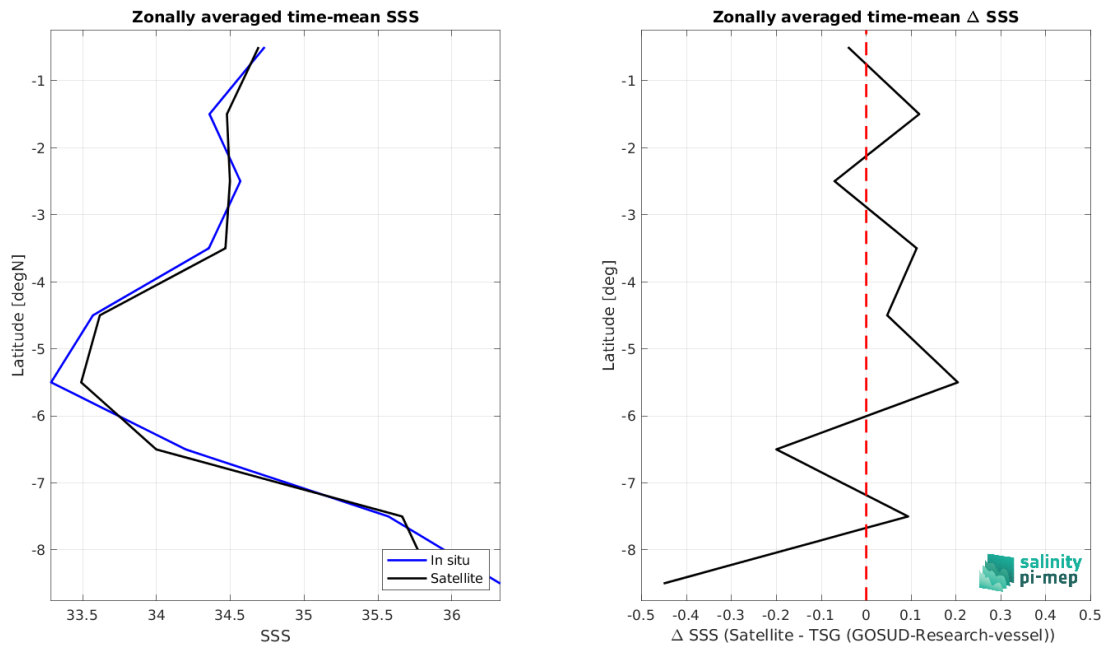 Zonally averaged time-mean SSS
-1
-2
-3
-4
-5
-6
-7
-8
Latitude [degN]
33.5 34 34.5 35 35.5 36
SSS
In situ
Satellite
Zonally averaged time-mean Δ SSS
-1
-2
-3
-4
-5
-6
-7
-8
Latitude [deg]
-0.5 -0.4 -0.3 -0.2 -0.1 0 0.1 0.2 0.3 0.4 0.5
Δ SSS (Satellite - TSG (GOSUD-Research-vessel))
salinity
pi-mep